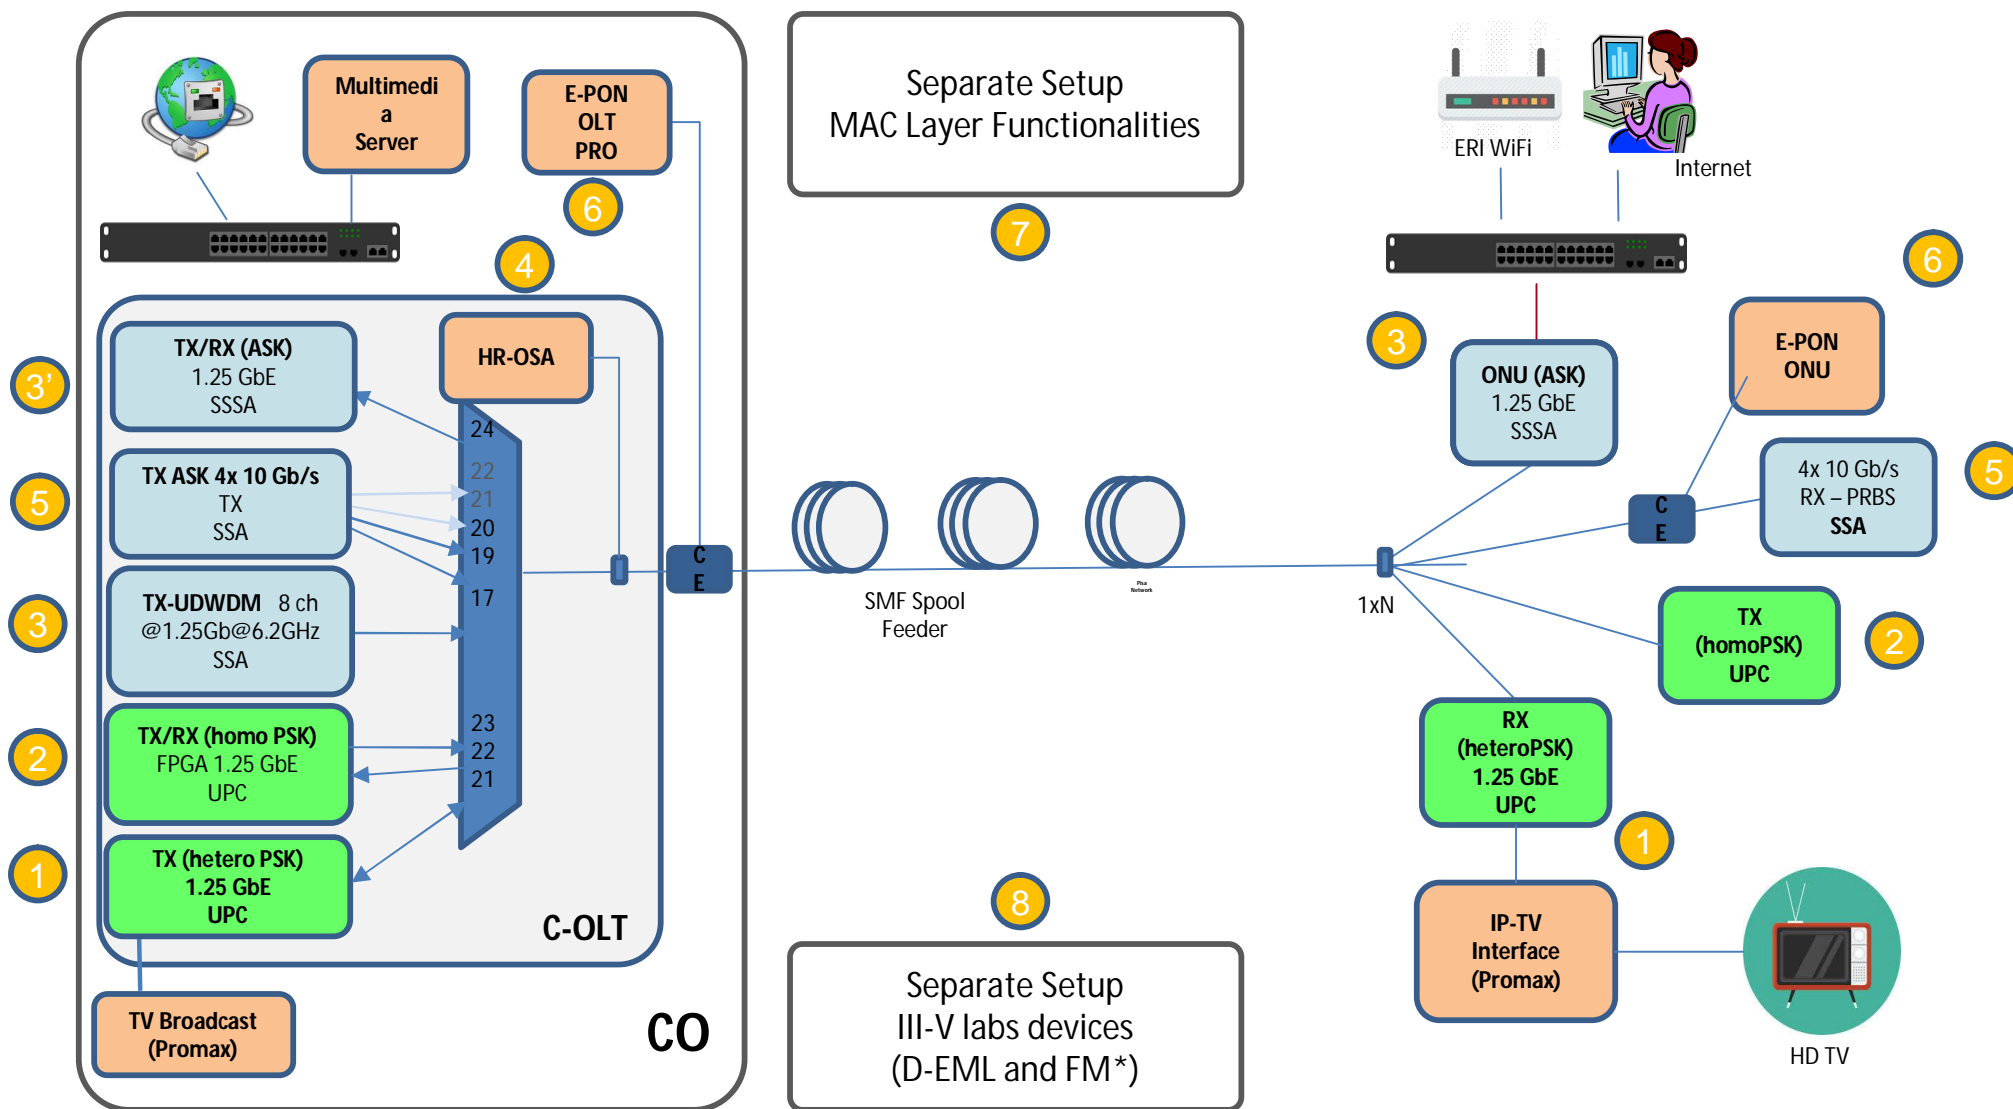 Multimedi
a
Server
E-PON
OLT
PRO
6
4
Separate Setup
MAC Layer Functionalities
7
ERI WiFi
Internet
6
3'
TX/RX (ASK)
1.25 GbE
SSSA
HR-OSA
24
5
TX ASK 4x 10 Gb/s
TX
SSA
22
21
20
19
17
3
TX-UDWDM 8 ch
@1.25Gb@6.2GHz
SSA
2
TX/RX (homo PSK)
FPGA 1.25 GbE
UPC
23
22
21
1
TX (hetero PSK)
1.25 GbE
UPC
C-OLT
TV Broadcast
(Promax)
CO
C
E
SMF Spool
Feeder
Pisa
Network
1xN
3
ONU (ASK)
1.25 GbE
SSSA
E-PON
ONU
C
E
4x 10 Gb/s
RX – PRBS
SSA
5
TX
(homoPSK)
UPC
2
RX
(heteroPSK)
1.25 GbE
UPC
1
IP-TV
Interface
(Promax)
HD TV
8
Separate Setup
III-V labs devices
(D-EML and FM*)